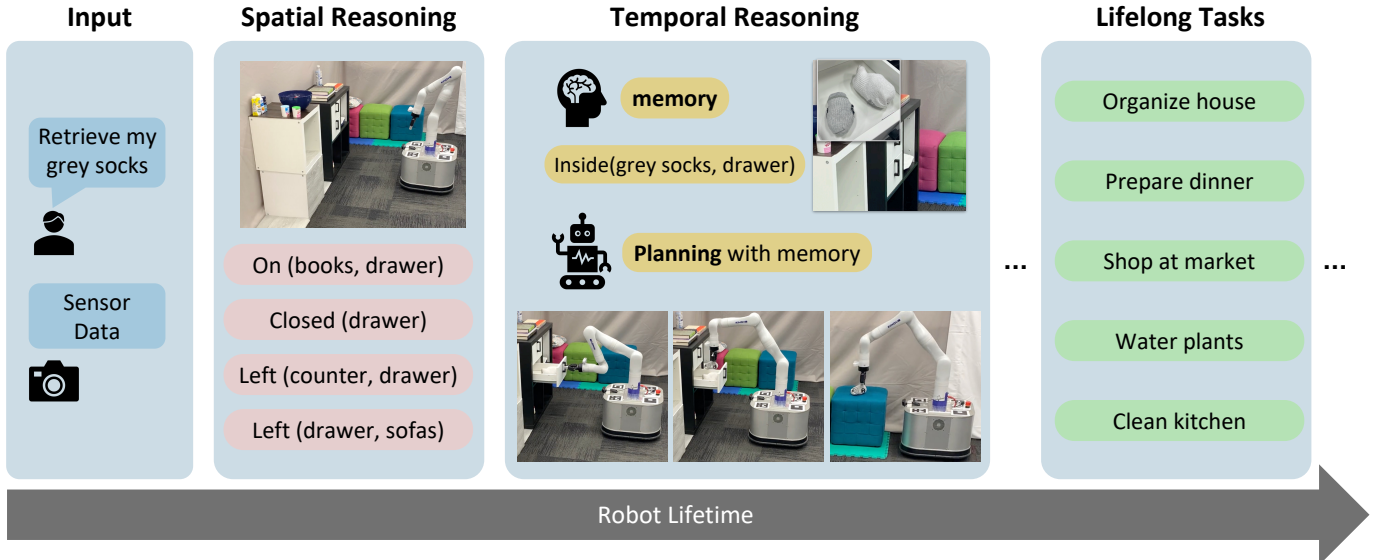 Input
Retrieve my
grey socks
Sensor
Data
Spatial Reasoning
On (books, drawer)
Closed (drawer)
Left (counter, drawer)
Left (drawer, sofas)
Temporal Reasoning
memory
Inside(grey socks, drawer)
Planning with memory
...
Lifelong Tasks
Organize house
Prepare dinner
Shop at market
Water plants
Clean kitchen
...
Robot Lifetime